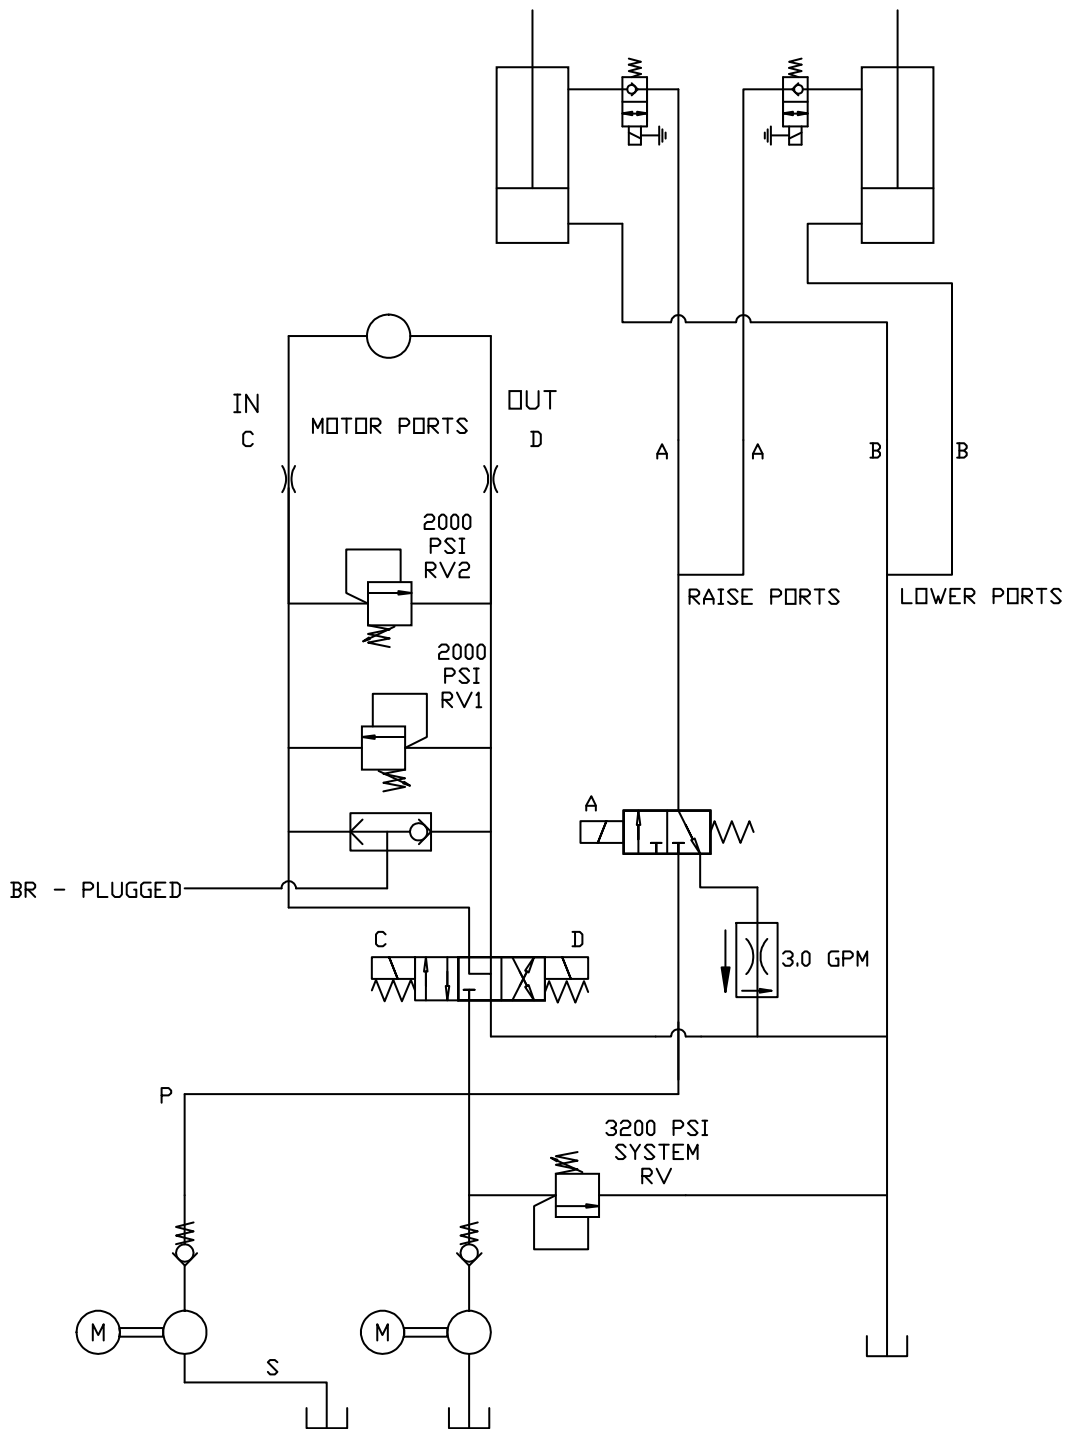 IN
C
MOTOR PORTS
OUT
D
A
A
B
B
2000
PSI
RV2
RAISE PORTS
LOWER PORTS
2000
PSI
RV1
A
BR - PLUGGED
C
D
3.0 GPM
P
3200 PSI
SYSTEM
RV
M
M
S